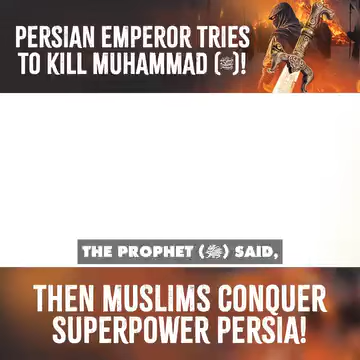 PERSIAN EMPEROR TRIES
TO KILL MUHAMMAD (ﷺ)!
THE PROPHET (ﷺ) SAID,
THEN MUSLIMS CONQUER
SUPERPOWER PERSIA!